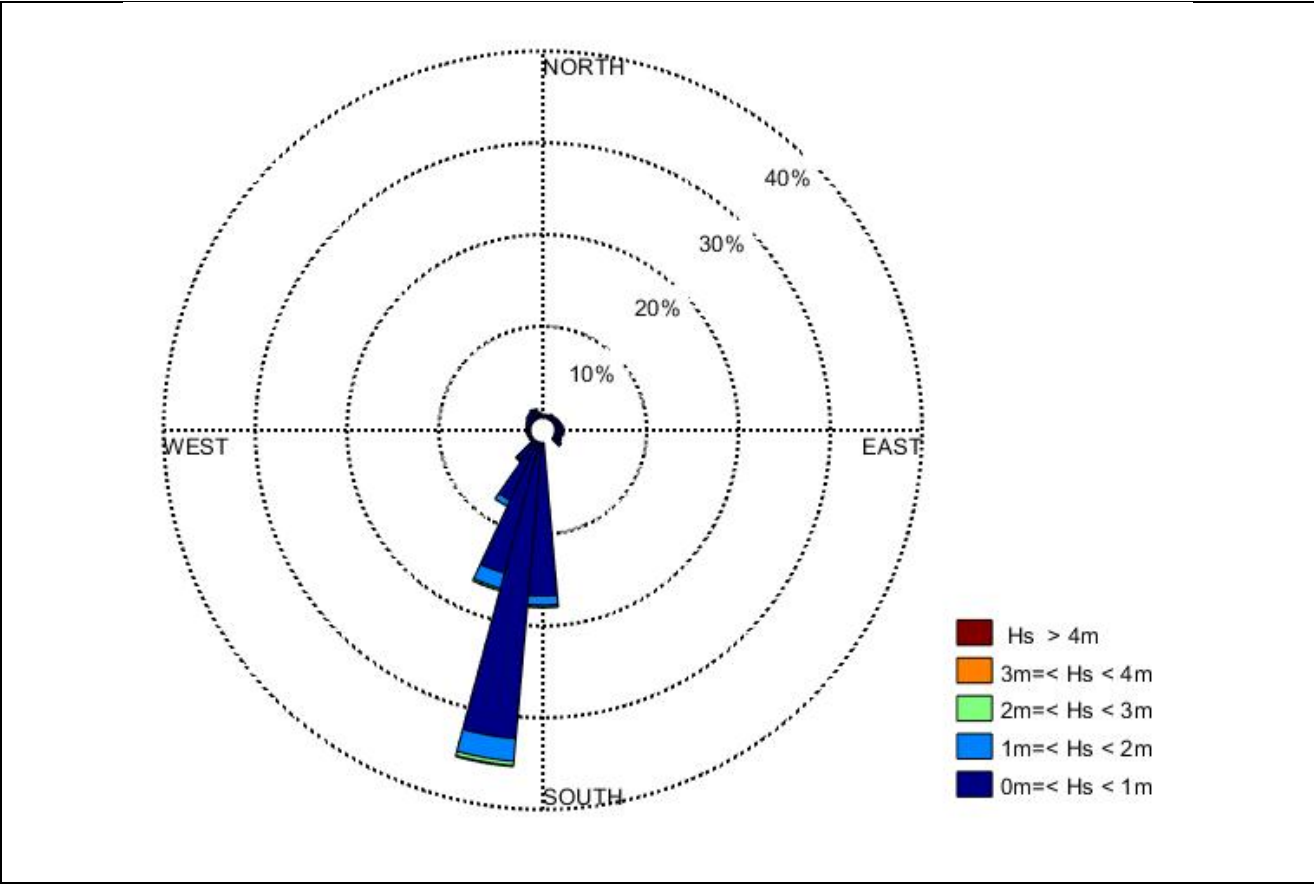 NORTH
40%
30%
20%
10%
WEST
EAST
SOUTH
Hs > 4m
3m=< Hs < 4m
2m=< Hs < 3m
1m=< Hs < 2m
0m=< Hs < 1m